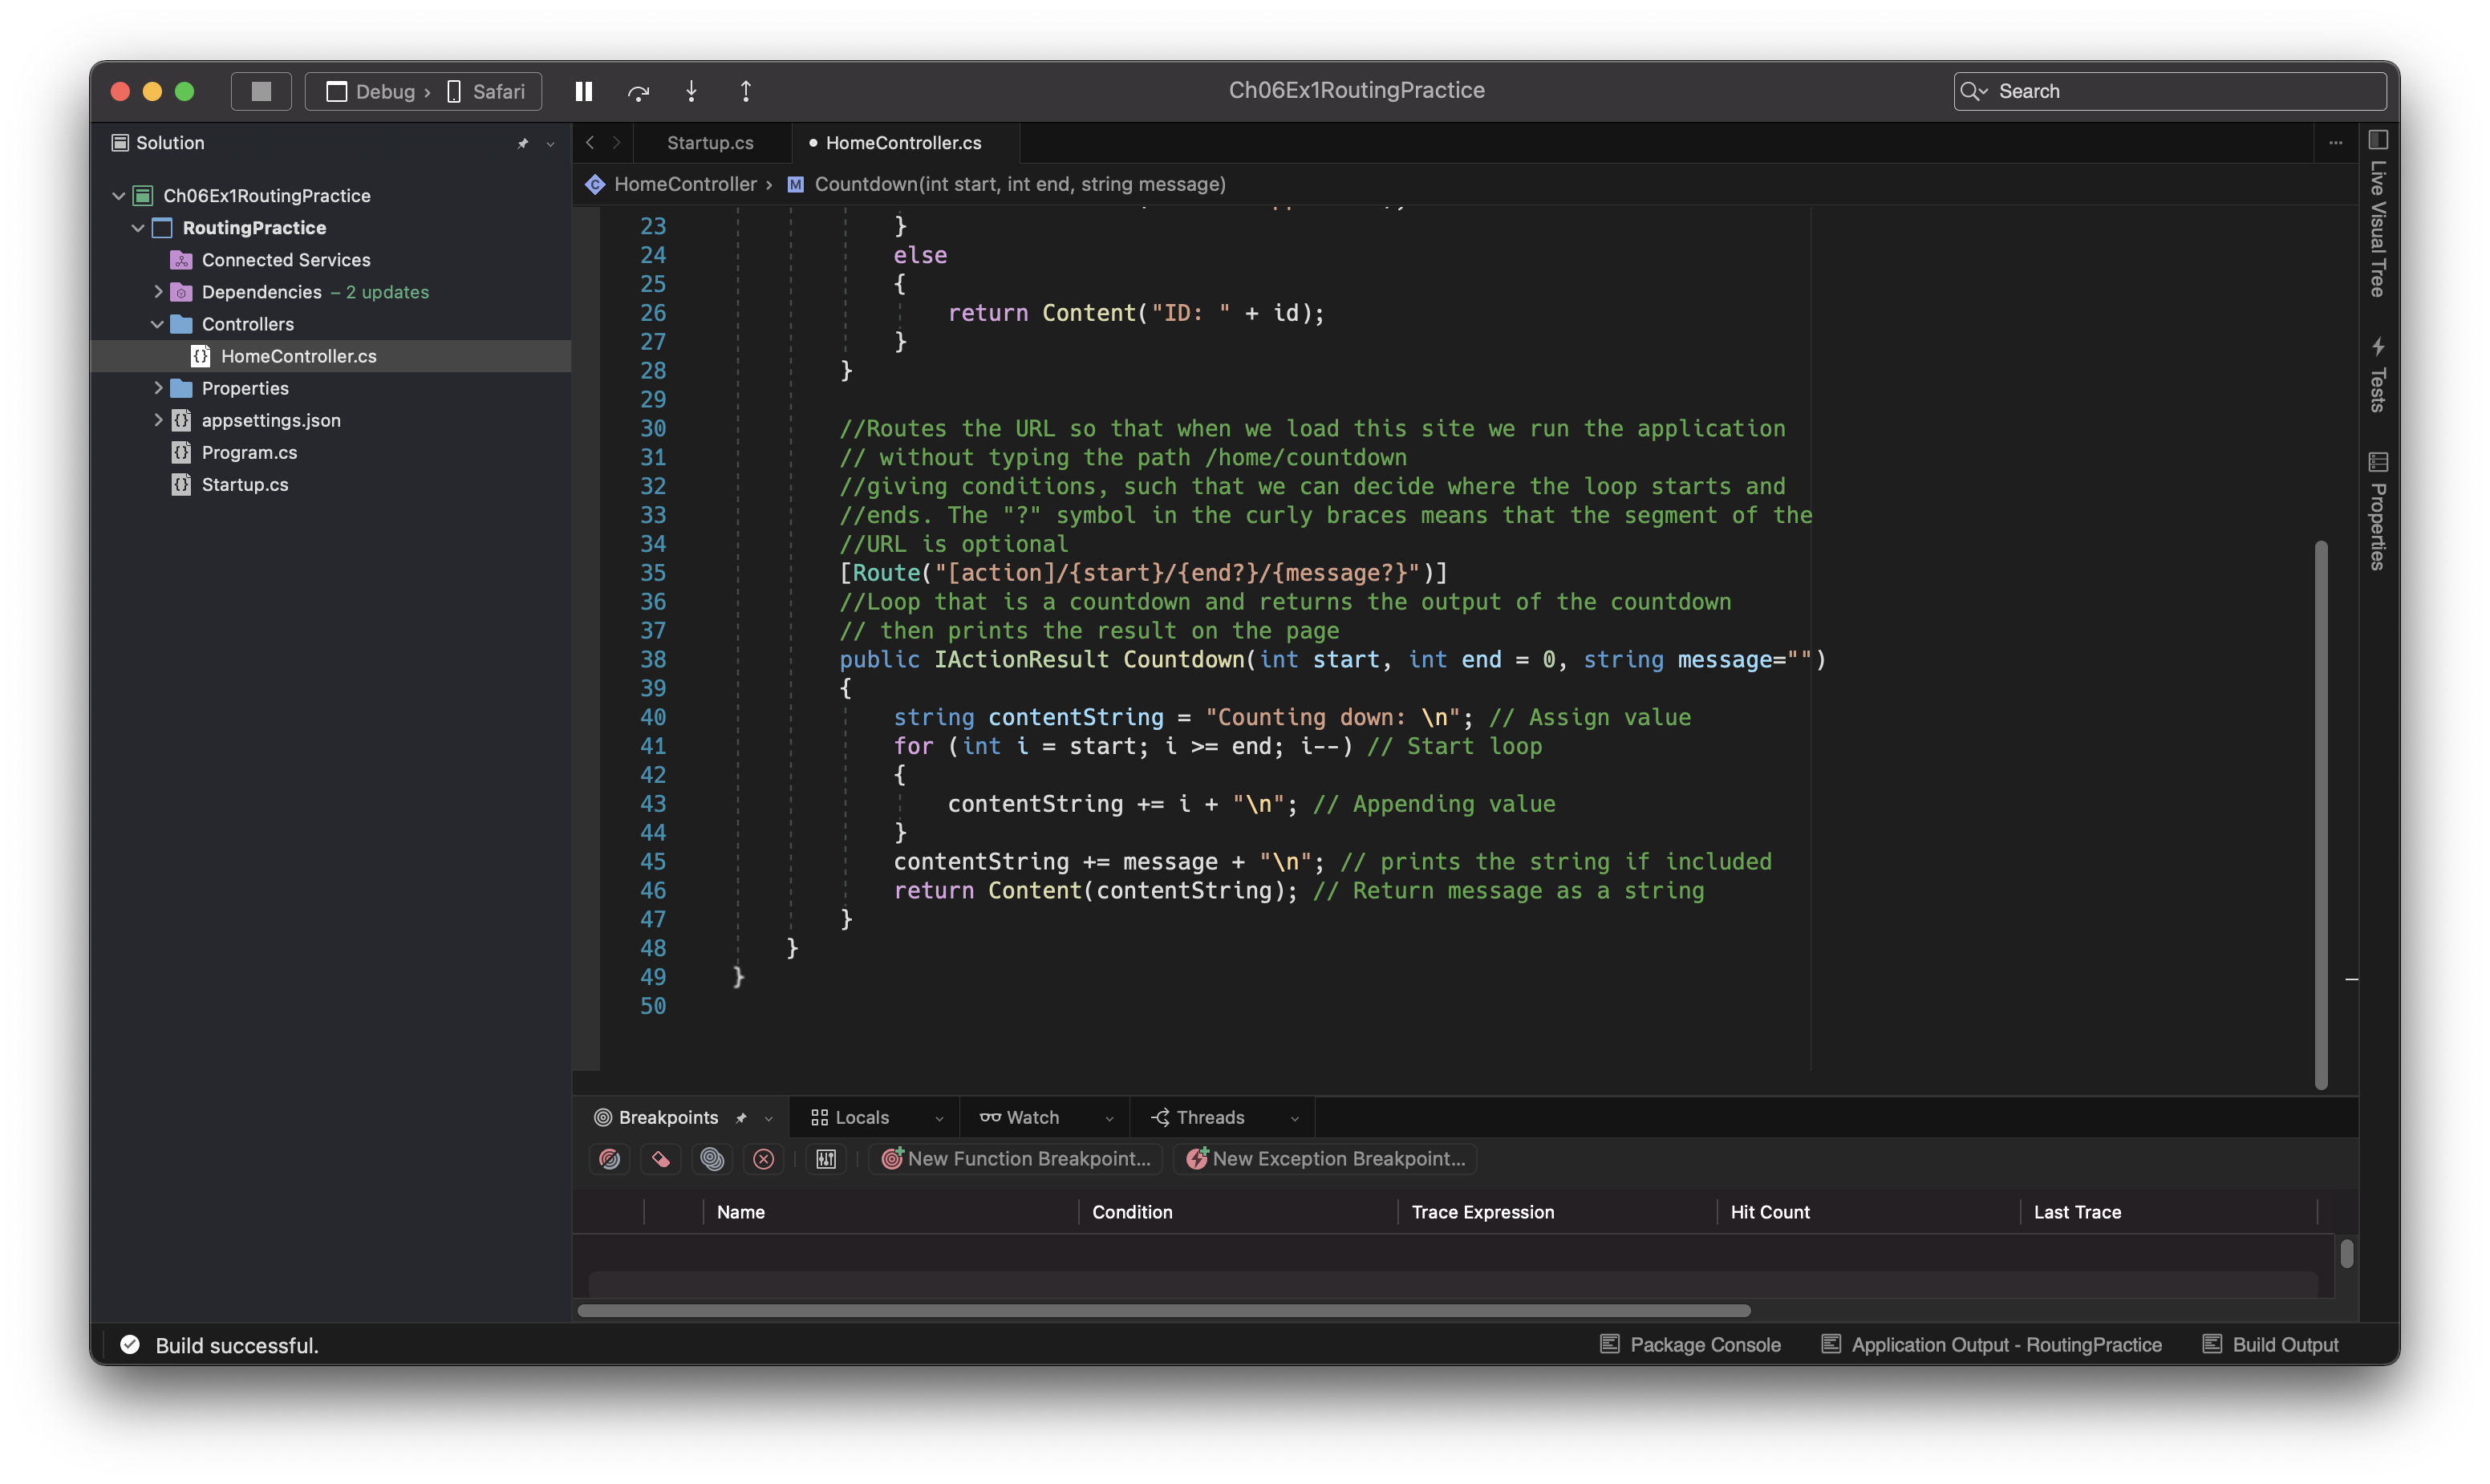 Debug › Safari
Ch06Ex1RoutingPractice
Search
Solution
Ch06Ex1RoutingPractice
RoutingPractice
Connected Services
Dependencies – 2 updates
Controllers
HomeController.cs
Properties
appsettings.json
Program.cs
Startup.cs
Startup.cs
HomeController.cs
HomeController › M Countdown(int start, int end, string message)
23 }
24 else
25 {
26 return Content("ID: " + id);
27 }
28 }
29
30 //Routes the URL so that when we load this site we run the application
31 // without typing the path /home/countdown
32 //giving conditions, such that we can decide where the loop starts and
33 //ends. The "?" symbol in the curly braces means that the segment of the
34 //URL is optional
35 [Route("[action]/{start}/{end?}/{message?}")]
36 //Loop that is a countdown and returns the output of the countdown
37 // then prints the result on the page
38 public IActionResult Countdown(int start, int end = 0, string message="")
39 {
40 string contentString = "Counting down: \n"; // Assign value
41 for (int i = start; i >= end; i--) // Start loop
42 {
43 contentString += i + "\n"; // Appending value
44 }
45 contentString += message + "\n"; // prints the string if included
46 return Content(contentString); // Return message as a string
47 }
48 }
49 }
50
Live Visual Tree
Tests
Properties
Breakpoints
Locals
Watch
Threads
New Function Breakpoint...
New Exception Breakpoint...
Name Condition Trace Expression Hit Count Last Trace
Build successful.
Package Console
Application Output - RoutingPractice
Build Output